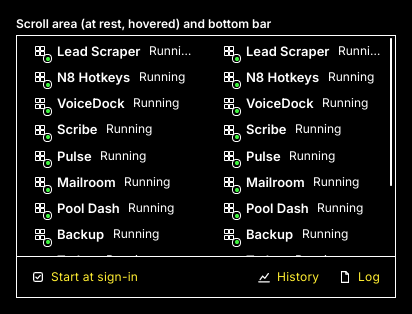 Scroll area (at rest, hovered) and bottom bar
Lead Scraper Runni... Lead Scraper Runni...
N8 Hotkeys Running N8 Hotkeys Running
VoiceDock Running VoiceDock Running
Scribe Running Scribe Running
Pulse Running Pulse Running
Mailroom Running Mailroom Running
Pool Dash Running Pool Dash Running
Backup Running Backup Running
Start at sign-in History Log